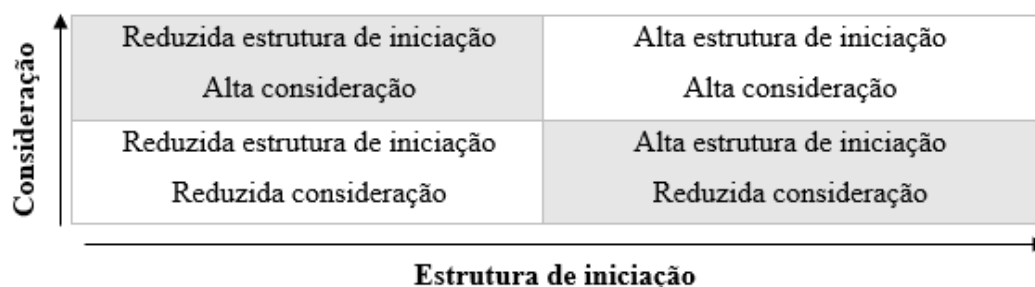 Consideração
Reduzida estrutura de iniciação
Alta consideração
Alta estrutura de iniciação
Alta consideração
Reduzida estrutura de iniciação
Reduzida consideração
Alta estrutura de iniciação
Reduzida consideração
Estrutura de iniciação